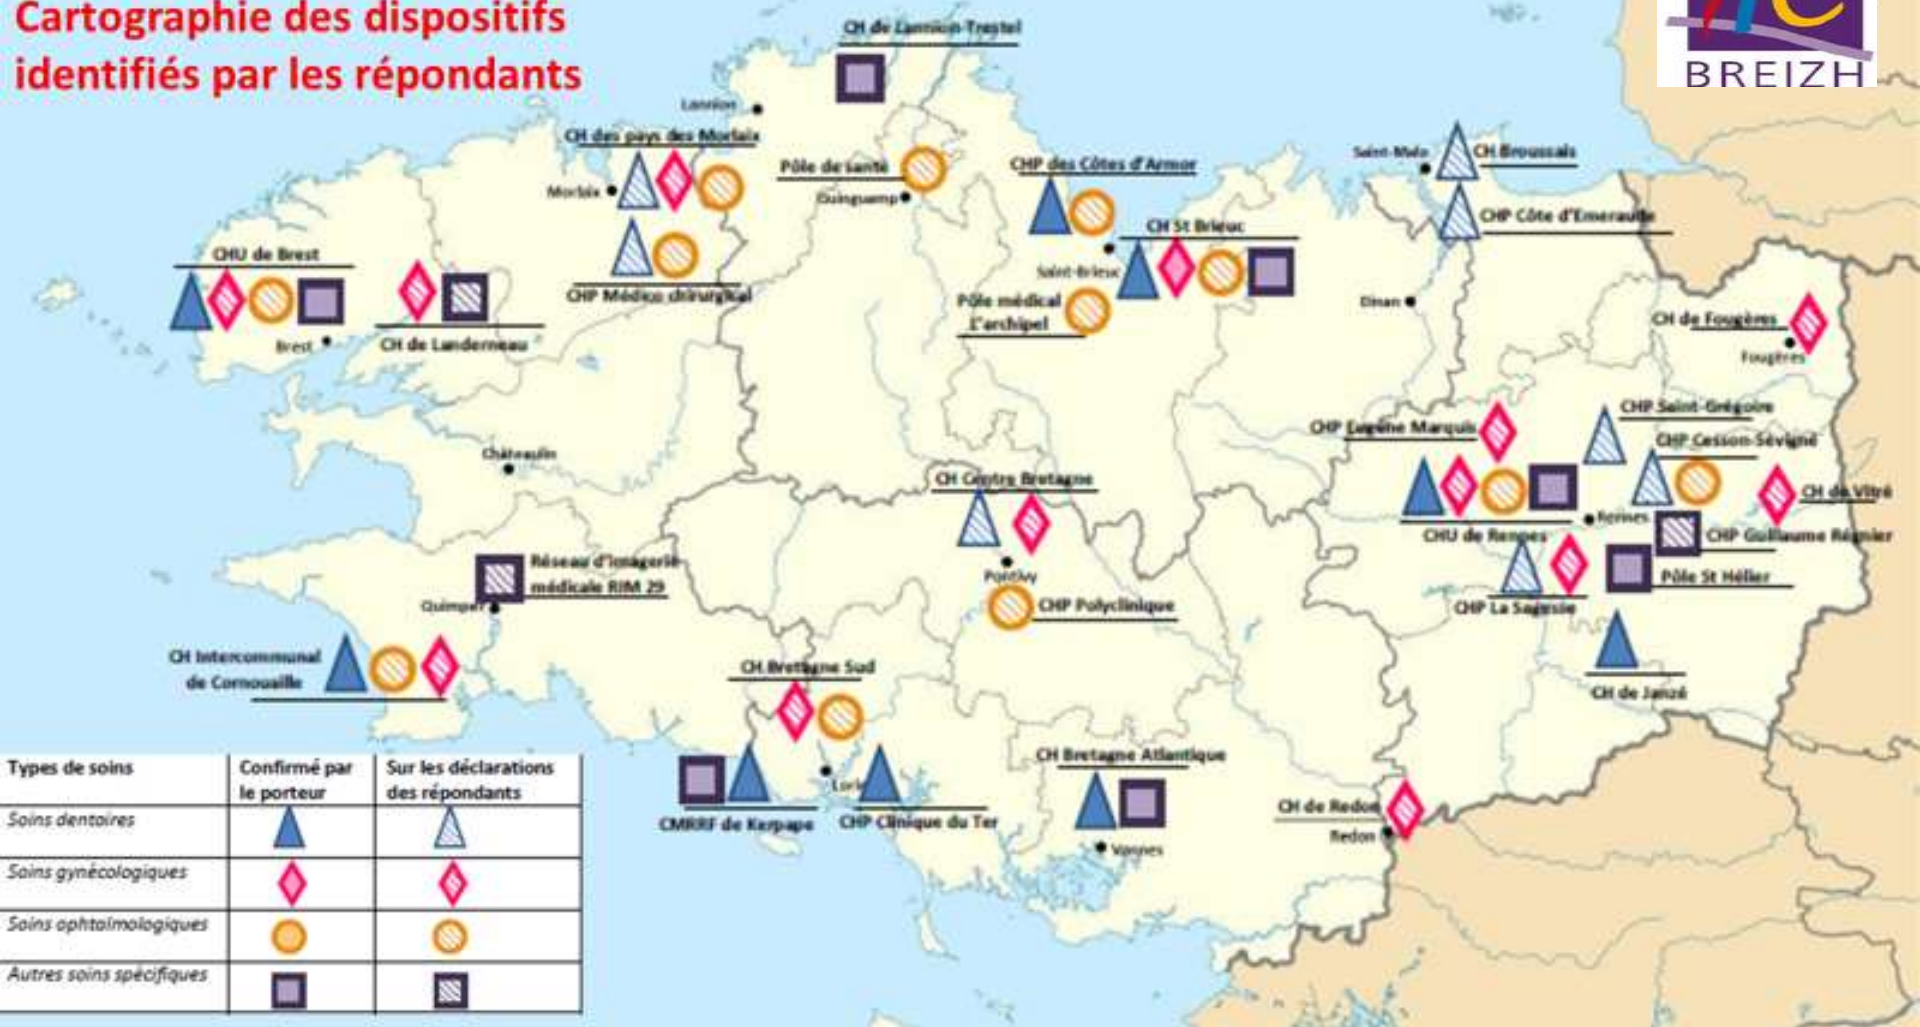 Cartographie des dispositifs
identifiés par les répondants
BREIZH
CH de Lannion-Trestel
Lannion
CH des pays des Morlaix
Morlaix
Pôle de santé
Guinguamp
CHP des Côtes d'Armor
CH St Brieuc
Saint-Brieuc
Pôle médical
L'archipel
Saint-Malo
CH Broussais
CHP Côte d'Emeraude
Dinan
CHU de Brest
Brest
CH de Landerneau
CHP Médico chirurgical
CH de Fougères
Fougères
CHP Eugène Marquis
CHP Saint-Grégoire
CHP Cesson-Sévigné
CH de Vitré
Rennes
CHU de Rennes
CHP Guillaume Régnier
Pôle St Hélier
CHP La Sagesse
CH de Janzé
Châteaulin
CH Centre Bretagne
Pontivy
CHP Polyclinique
Réseau d'imagerie
médicale RIM 29
Quimper
CH Intercommunal
de Cornouaille
CH Bretagne Sud
CMRRF de Kerpape
CHP Clinique du Ter
CH Bretagne Atlantique
Vannes
CH de Redon
Redon
Types de soins
Confirmé par
le porteur
Sur les déclarations
des répondants
Soins dentaires
Soins gynécologiques
Soins ophtalmologiques
Autres soins spécifiques